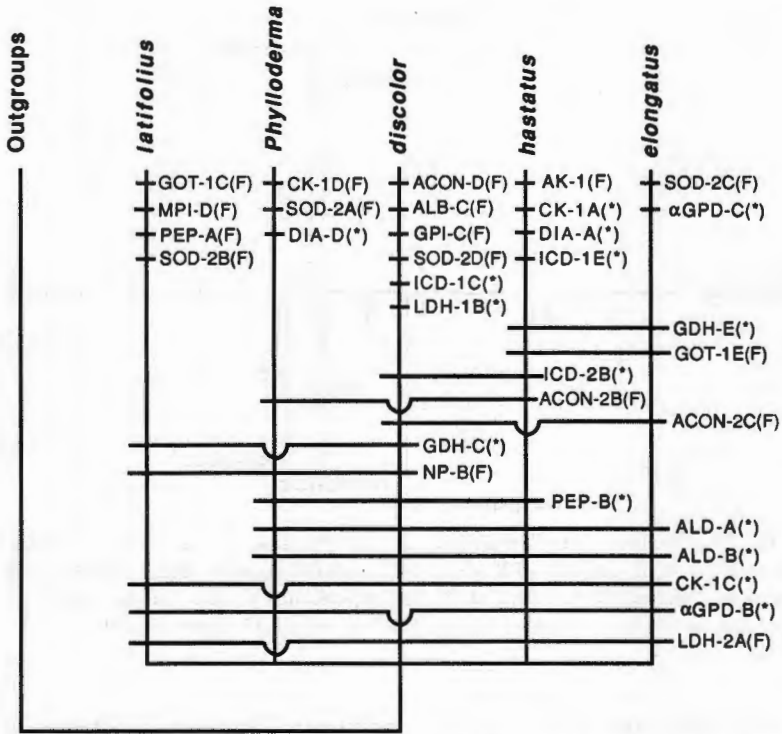 Outgroups
latifolius
Phylloderma
discolor
hastatus
elongatus
GOT-1C(F) CK-1D(F) ACON-D(F) AK-1(F) SOD-2C(F)
MPI-D(F) SOD-2A(F) ALB-C(F) CK-1A(*) αGPD-C(*)
PEP-A(F) DIA-D(*) GPI-C(F) DIA-A(*)
SOD-2B(F) SOD-2D(F) ICD-1E(*)
ICD-1C(*)
LDH-1B(*)
GDH-E(*)
GOT-1E(F)
ICD-2B(*)
ACON-2B(F)
ACON-2C(F)
GDH-C(*)
NP-B(F)
PEP-B(*)
ALD-A(*)
ALD-B(*)
CK-1C(*)
αGPD-B(*)
LDH-2A(F)